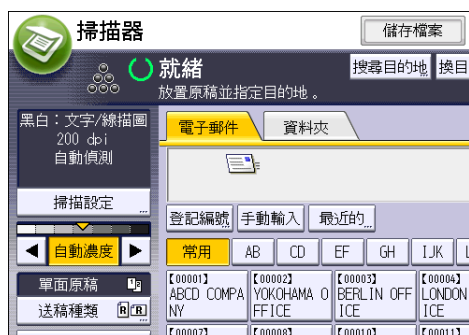 掃描器
儲存檔案
就緒
搜尋目的地
換目
放置原稿並指定目的地。
黑白：文字/線描圖
200 dpi
自動偵測
掃描設定
自動濃度
單面原稿
送稿種類
電子郵件
資料夾
登記編號
手動輸入
最近的
常用
AB
CD
EF
GH
IJK
【00001】
ABCD COMPA
NY
【00002】
YOKOHAMA O
FFICE
【00003】
BERLIN OFF
ICE
【00004】
LONDON
ICE
【00007】
【00008】
【00010】
【00011】